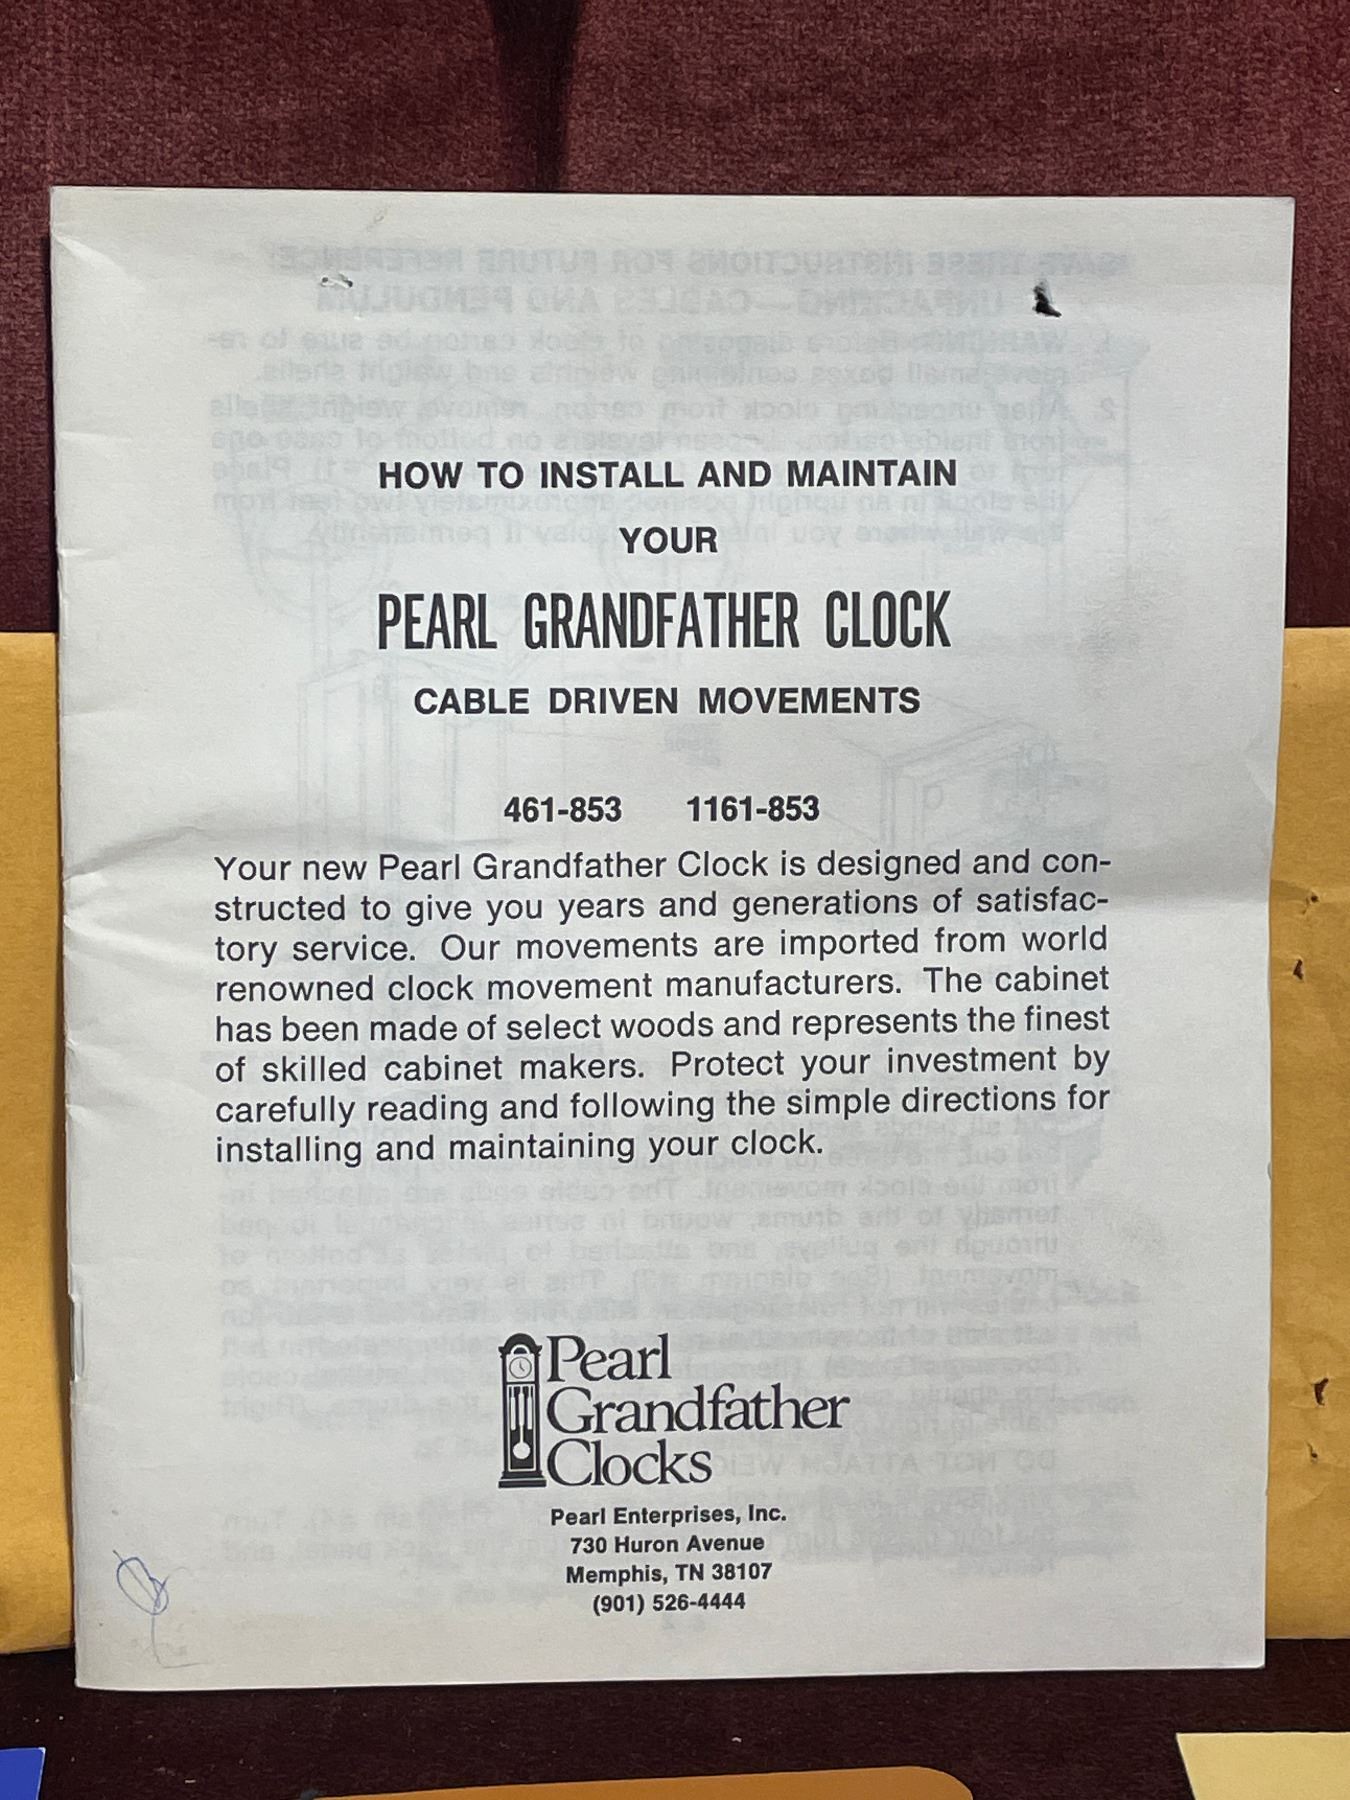 HOW TO INSTALL AND MAINTAIN
YOUR
PEARL GRANDFATHER CLOCK
CABLE DRIVEN MOVEMENTS
461-853 1161-853
Your new Pearl Grandfather Clock is designed and con-
structed to give you years and generations of satisfac-
tory service. Our movements are imported from world
renowned clock movement manufacturers. The cabinet
has been made of select woods and represents the finest
of skilled cabinet makers. Protect your investment by
carefully reading and following the simple directions for
installing and maintaining your clock.
Pearl
Grandfather
Clocks
Pearl Enterprises, Inc.
730 Huron Avenue
Memphis, TN 38107
(901) 526-4444